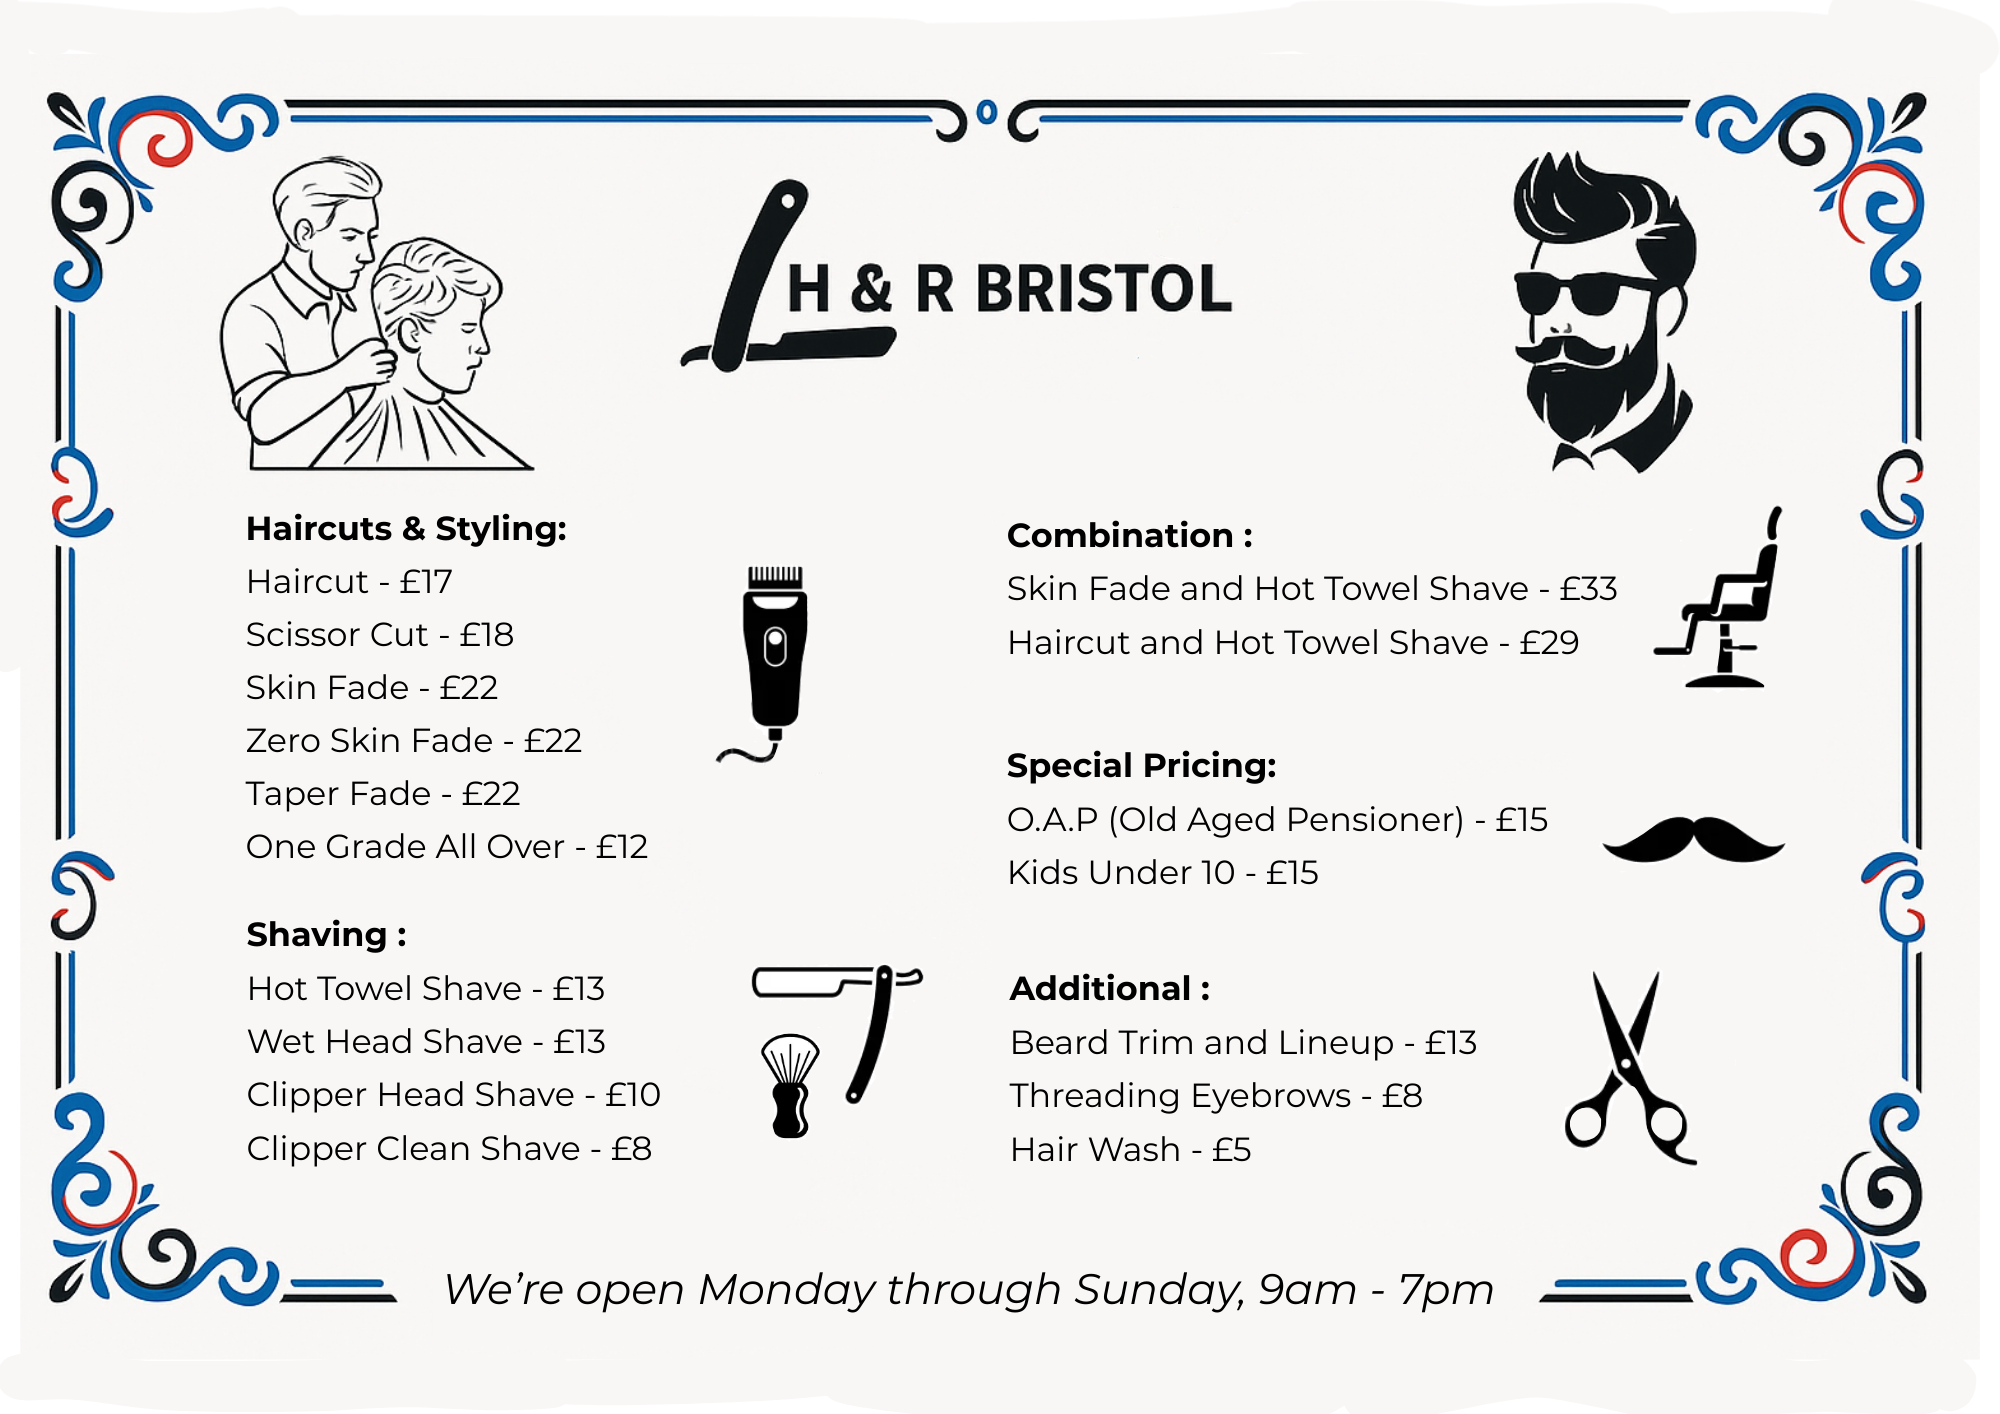 H & R BRISTOL
Haircuts & Styling:
Haircut - £17
Scissor Cut - £18
Skin Fade - £22
Zero Skin Fade - £22
Taper Fade - £22
One Grade All Over - £12
Shaving :
Hot Towel Shave - £13
Wet Head Shave - £13
Clipper Head Shave - £10
Clipper Clean Shave - £8
Combination :
Skin Fade and Hot Towel Shave - £33
Haircut and Hot Towel Shave - £29
Special Pricing:
O.A.P (Old Aged Pensioner) - £15
Kids Under 10 - £15
Additional :
Beard Trim and Lineup - £13
Threading Eyebrows - £8
Hair Wash - £5
We’re open Monday through Sunday, 9am - 7pm